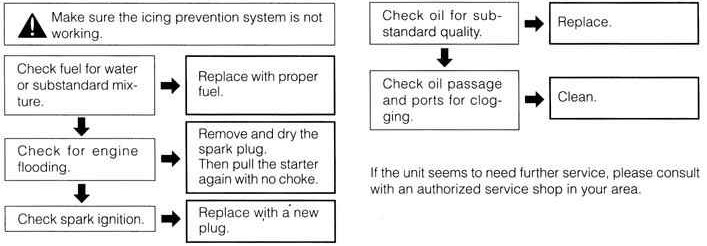 Make sure the icing prevention system is not
working.
Check fuel for water
or substandard mix-
ture.
Replace with proper
fuel.
Check for engine
flooding.
Remove and dry the
spark plug.
Then pull the starter
again with no choke.
Check spark ignition.
Replace with a new
plug.
Check oil for sub-
standard quality.
Replace.
Check oil passage
and ports for clog-
ging.
Clean.
If the unit seems to need further service, please consult
with an authorized service shop in your area.